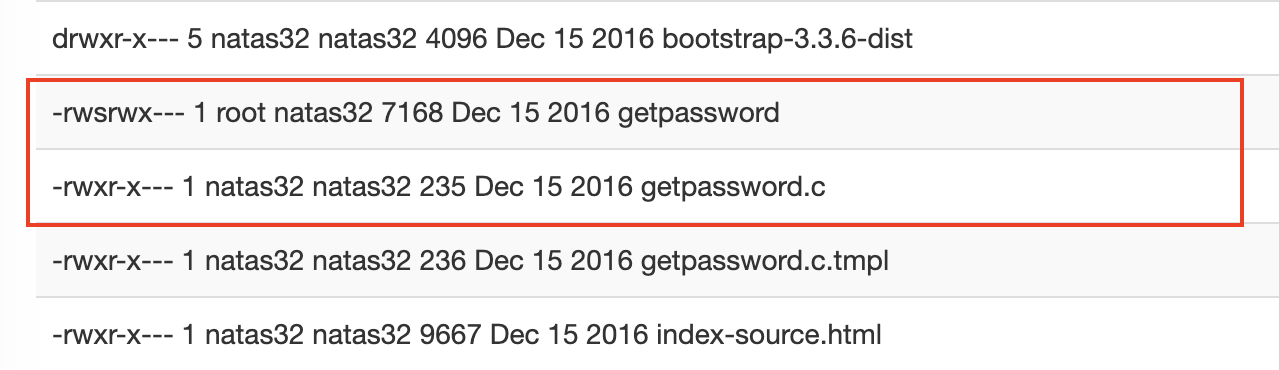 drwxr-x--- 5 natas32 natas32 4096 Dec 15 2016 bootstrap-3.3.6-dist
-rwsrwx--- 1 root natas32 7168 Dec 15 2016 getpassword
-rwxr-x--- 1 natas32 natas32 235 Dec 15 2016 getpassword.c
-rwxr-x--- 1 natas32 natas32 236 Dec 15 2016 getpassword.c.tmpl
-rwxr-x--- 1 natas32 natas32 9667 Dec 15 2016 index-source.html